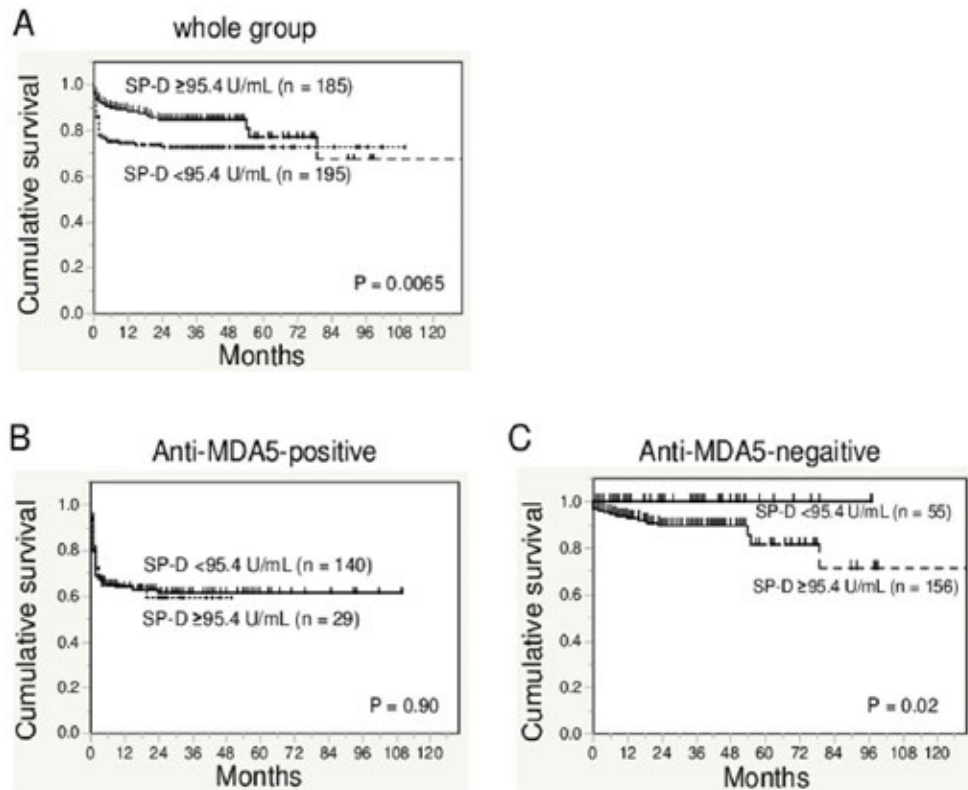 A
whole group
Cumulative survival
1.0
0.8
0.6
0.4
0.2
0.0
SP-D ≥95.4 U/mL (n = 185)
SP-D <95.4 U/mL (n = 195)
P = 0.0065
0 12 24 36 48 60 72 84 96 108 120
Months
B
Anti-MDA5-positive
Cumulative survival
1.0
0.8
0.6
0.4
0.2
0.0
SP-D <95.4 U/mL (n = 140)
SP-D ≥95.4 U/mL (n = 29)
P = 0.90
0 12 24 36 48 60 72 84 96 108 120
Months
C
Anti-MDA5-negaitive
Cumulative survival
1.0
0.8
0.6
0.4
0.2
0.0
SP-D <95.4 U/mL (n = 55)
SP-D ≥95.4 U/mL (n = 156)
P = 0.02
0 12 24 36 48 60 72 84 96 108 120
Months